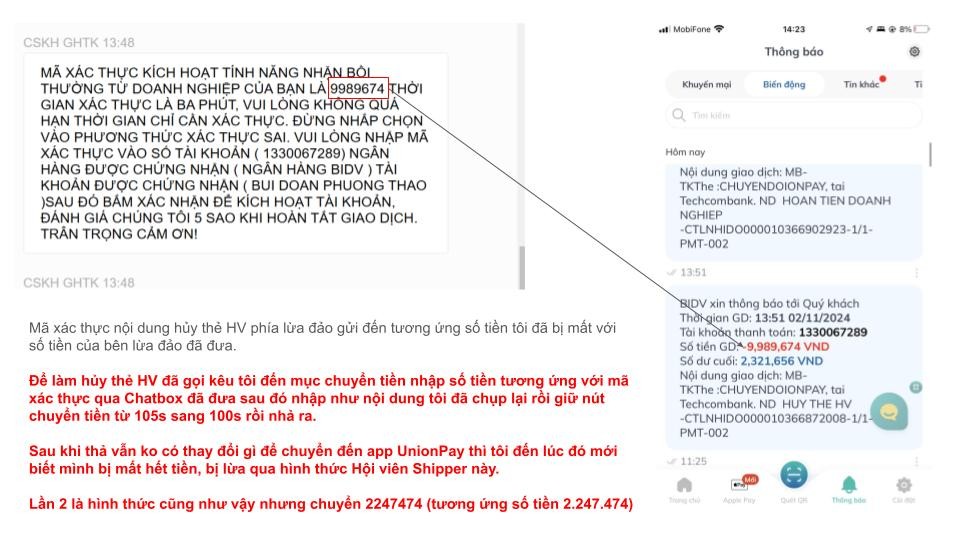 CSKH GHTK 13:48
MÃ XÁC THỰC KÍCH HOẠT TÍNH NĂNG NHẬN BỒI
THƯỜNG TỪ DOANH NGHIỆP CỦA BẠN LÀ 9989674 THỜI
GIAN XÁC THỰC LÀ BA PHÚT, VUI LÒNG KHÔNG QUÁ
HẠN THỜI GIAN CHỈ CẦN XÁC THỰC. ĐỪNG NHẤP CHỌN
VÀO PHƯƠNG THỨC XÁC THỰC SAI. VUI LÒNG NHẬP MÃ
XÁC THỰC VÀO SỐ TÀI KHOẢN ( 1330067289) NGÂN
HÀNG ĐƯỢC CHỨNG NHẬN ( NGÂN HÀNG BIDV ) TÀI
KHOẢN ĐƯỢC CHỨNG NHẬN ( BUI DOAN PHUONG THAO
)SAU ĐÓ BẤM XÁC NHẬN ĐỂ KÍCH HOẠT TÀI KHOẢN,
ĐÁNH GIÁ CHÚNG TÔI 5 SAO KHI HOÀN TẤT GIAO DỊCH.
TRÂN TRỌNG CẢM ƠN!
CSKH GHTK 13:48
Mã xác thực nội dung hủy thẻ HV phía lừa đảo gửi đến tương ứng số tiền tôi đã bị mất với
số tiền của bên lừa đảo đã đưa.
Để làm hủy thẻ HV đã gọi kêu tôi đến mục chuyển tiền nhập số tiền tương ứng với mã
xác thực qua Chatbox đã đưa sau đó nhập như nội dung tôi đã chụp lại rồi giữ nút
chuyển tiền từ 105s sang 100s rồi nhả ra.
Sau khi thả vẫn ko có thay đổi gì để chuyển đến app UnionPay thì tôi đến lúc đó mới
biết mình bị mất hết tiền, bị lừa qua hình thức Hội viên Shipper này.
Lần 2 là hình thức cũng như vậy nhưng chuyển 2247474 (tương ứng số tiền 2.247.474)
MobiFone 14:23 8%
Thông báo
Khuyến mại Biến động Tin khác Ti
Tìm kiếm
Hôm nay
Nội dung giao dịch: MB-
TKThe :CHUYENDOIONPAY, tai
Techcombank. ND HOAN TIEN DOANH
NGHIEP
-CTLNHIDO000010366902923-1/1-
PMT-002
13:51
BIDV xin thông báo tới Quý khách
Thời gian GD: 13:51 02/11/2024
Tài khoản thanh toán: 1330067289
Số tiền GD: -9,989,674 VND
Số dư cuối: 2,321,656 VND
Nội dung giao dịch: MB-
TKThe :CHUYENDOIONPAY, tai
Techcombank. ND HUY THE HV
-CTLNHIDO000010366872008-1/1-
PMT-002
11:25
Mới
Pay
Trang chủ Apple Pay Quét QR Thông báo Cài đặt